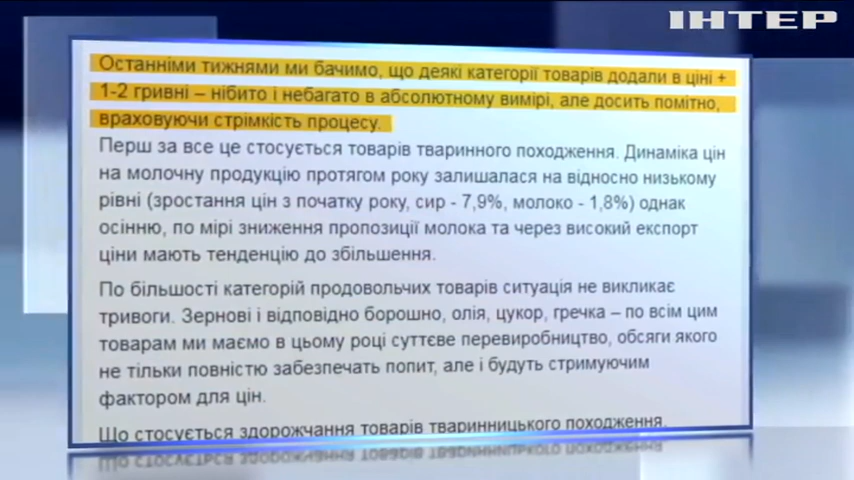 ІНТЕР
Останніми тижнями ми бачимо, що деякі категорії товарів додали в ціні +
1-2 гривні – нібито і небагато в абсолютному вимірі, але досить помітно,
враховуючи стрімкість процесу.
Перш за все це стосується товарів тваринного походження. Динаміка цін
на молочну продукцію протягом року залишалася на відносно низькому
рівні (зростання цін з початку року, сир - 7,9%, молоко - 1,8%) однак
осінню, по мірі зниження пропозиції молока та через високий експорт
ціни мають тенденцію до збільшення.
По більшості категорій продовольчих товарів ситуація не викликає
тривоги. Зернові і відповідно борошно, олія, цукор, гречка – по всім цим
товарам ми маємо в цьому році суттєве перевиробництво, обсяги якого
не тільки повністю забезпечать попит, але і будуть стримуючим
фактором для цін.
Що стосується здорожчання товарів тваринницького походження,